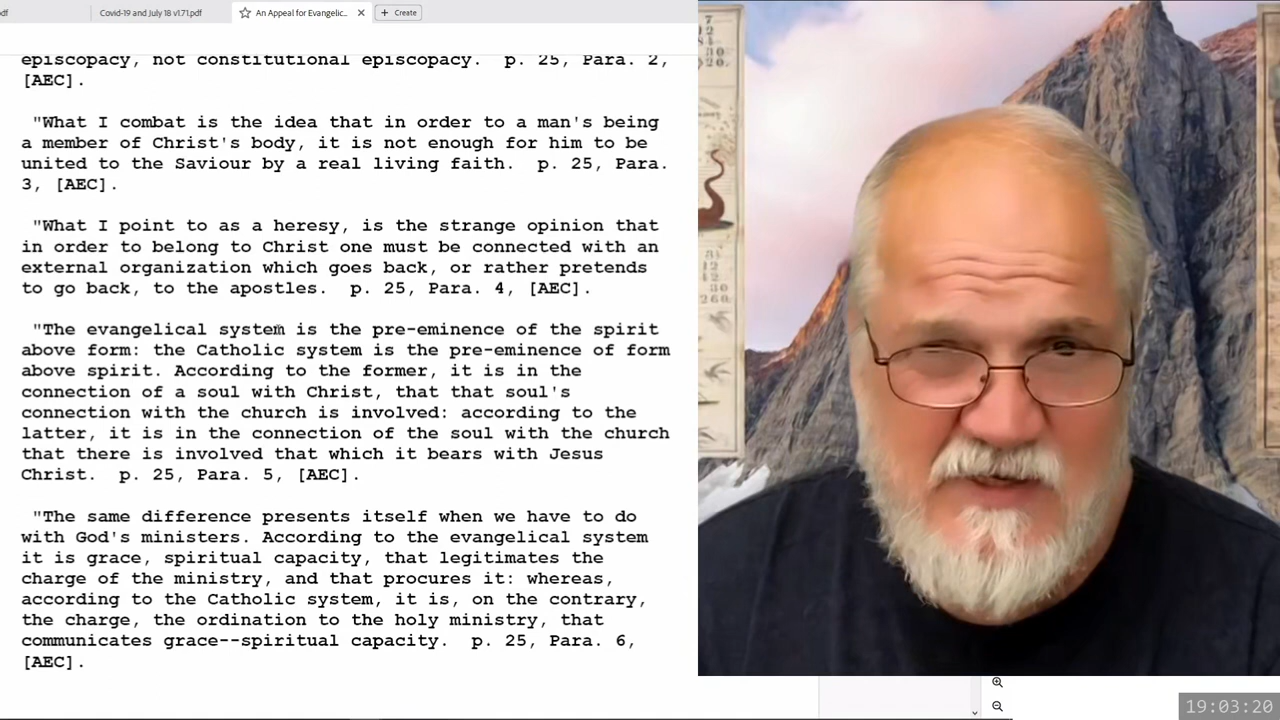 df
Covid-19 and July 18 v1.71.pdf
An Appeal for Evangelic...
Create
episcopacy, not constitutional episcopacy.  p. 25, Para. 2,
[AEC].
"What I combat is the idea that in order to a man's being
a member of Christ's body, it is not enough for him to be
united to the Saviour by a real living faith.  p. 25, Para.
3, [AEC].
"What I point to as a heresy, is the strange opinion that
in order to belong to Christ one must be connected with an
external organization which goes back, or rather pretends
to go back, to the apostles.  p. 25, Para. 4, [AEC].
"The evangelical system is the pre-eminence of the spirit
above form: the Catholic system is the pre-eminence of form
above spirit. According to the former, it is in the
connection of a soul with Christ, that that soul's
connection with the church is involved: according to the
latter, it is in the connection of the soul with the church
that there is involved that which it bears with Jesus
Christ.  p. 25, Para. 5, [AEC].
"The same difference presents itself when we have to do
with God's ministers. According to the evangelical system
it is grace, spiritual capacity, that legitimates the
charge of the ministry, and that procures it: whereas,
according to the Catholic system, it is, on the contrary,
the charge, the ordination to the holy ministry, that
communicates grace--spiritual capacity.  p. 25, Para. 6,
[AEC].
19:03:20